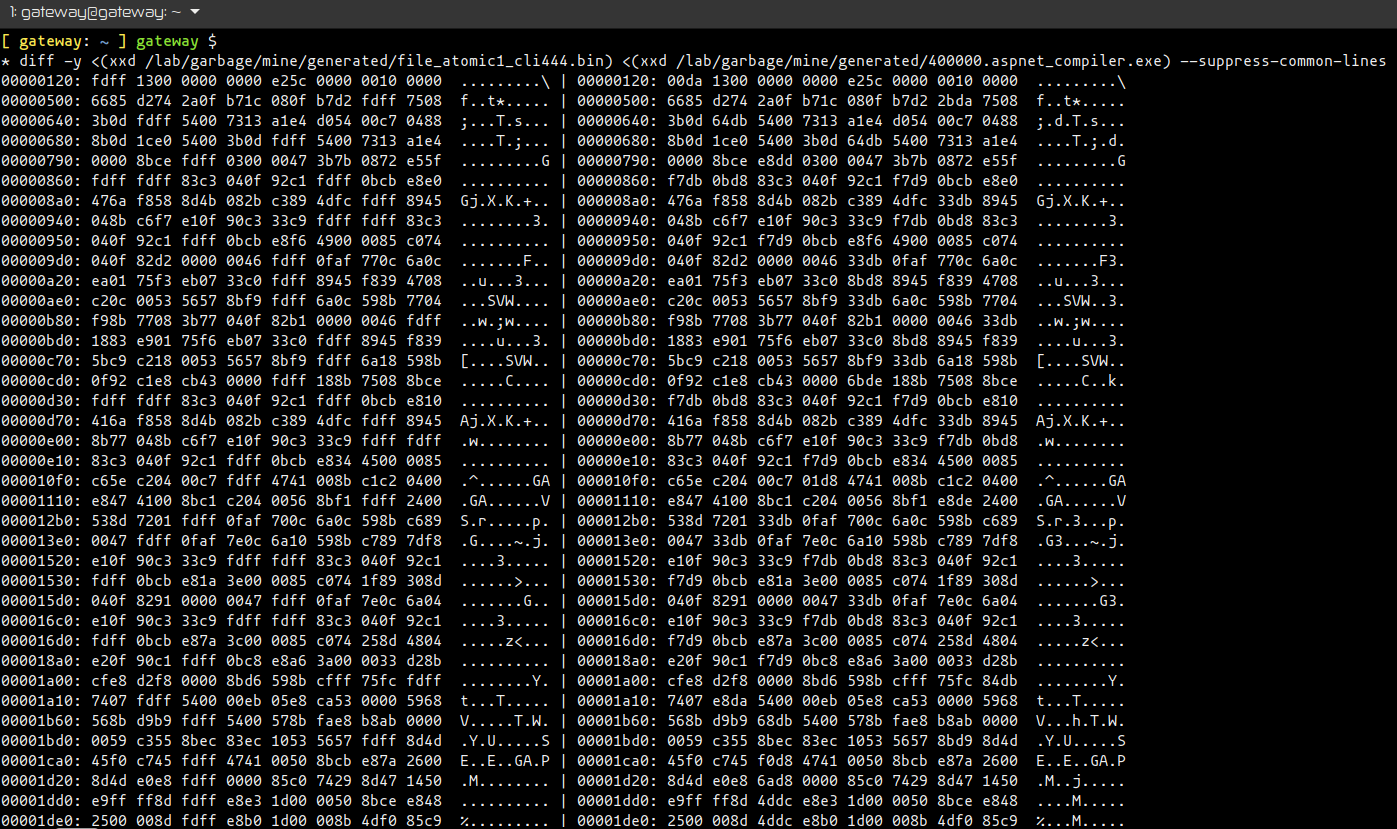 1: gateway@gateway: ~
[ gateway: ~ ] gateway $
* diff -y <(xxd /lab/garbage/mine/generated/file_atomic1_cli444.bin) <(xxd /lab/garbage/mine/generated/400000.aspnet_compiler.exe) --suppress-common-lines
00000120: fdff 1300 0000 0000 e25c 0000 0010 0000  .........\ | 00000120: 00da 1300 0000 0000 e25c 0000 0010 0000  .........\
00000500: 6685 d274 2a0f b71c 080f b7d2 fdff 7508  f..t*..... | 00000500: 6685 d274 2a0f b71c 080f b7d2 2bda 7508  f..t*.....
00000640: 3b0d fdff 5400 7313 a1e4 d054 00c7 0488  ;...T.s... | 00000640: 3b0d 64db 5400 7313 a1e4 d054 00c7 0488  ;.d.T.s...
00000680: 8b0d 1ce0 5400 3b0d fdff 5400 7313 a1e4  ....T.;... | 00000680: 8b0d 1ce0 5400 3b0d 64db 5400 7313 a1e4  ....T.;.d.
00000790: 0000 8bce fdff 0300 0047 3b7b 0872 e55f  .........G | 00000790: 0000 8bce e8dd 0300 0047 3b7b 0872 e55f  .........G
00000860: fdff fdff 83c3 040f 92c1 fdff 0bce e8e0  .......... | 00000860: f7db 0bd8 83c3 040f 92c1 f7d9 0bcb e8e0  ..........
000008a0: 476a f858 8d4b 082b c389 4dfc fdff 8945  Gj.X.K.+.. | 000008a0: 476a f858 8d4b 082b c389 4dfc 33db 8945  Gj.X.K.+..
00000940: 048b c6f7 e10f 90c3 33c9 fdff fdff 83c3  ........3. | 00000940: 048b c6f7 e10f 90c3 33c9 f7db 0bd8 83c3  ........3.
00000950: 040f 92c1 fdff 0bce e8f6 4900 0085 c074  .......... | 00000950: 040f 92c1 f7d9 0bcb e8f6 4900 0085 c074  ..........
000009d0: 040f 82d2 0000 0046 fdff 0faf 770c 6a0c  .......F.. | 000009d0: 040f 82d2 0000 0046 33db 0faf 770c 6a0c  .......F3.
00000a20: ea01 75f3 eb07 33c0 fdff 8945 f839 4708  ..u...3... | 00000a20: ea01 75f3 eb07 33c0 8bd8 8945 f839 4708  ..u...3...
00000ae0: c20c 0053 5657 8bf9 fdff 6a0c 598b 7704  ...SVW.... | 00000ae0: c20c 0053 5657 8bf9 33db 6a0c 598b 7704  ...SVW..3.
00000b80: f98b 7708 3b77 040f 82b1 0000 0046 fdff  ..w.;w.... | 00000b80: f98b 7708 3b77 040f 82b1 0000 0046 33db  ..w.;w....
00000bd0: 1883 e901 75f6 eb07 33c0 fdff 8945 f839  ....u...3. | 00000bd0: 1883 e901 75f6 eb07 33c0 8bd8 8945 f839  ....u...3.
00000c70: 5bc9 c218 0053 5657 8bf9 fdff 6a18 598b  [....SVW.. | 00000c70: 5bc9 c218 0053 5657 8bf9 33db 6a18 598b  [....SVW..
00000cd0: 0f92 c1e8 cb43 0000 fdff 188b 7508 8bce  .....C.... | 00000cd0: 0f92 c1e8 cb43 0000 6bde 188b 7508 8bce  .....C..k.
00000d30: fdff fdff 83c3 040f 92c1 fdff 0bce e810  .......... | 00000d30: f7db 0bd8 83c3 040f 92c1 f7d9 0bcb e810  ..........
00000d70: 416a f858 8d4b 082b c389 4dfc fdff 8945  Aj.X.K.+.. | 00000d70: 416a f858 8d4b 082b c389 4dfc 33db 8945  Aj.X.K.+..
00000e00: 8b77 048b c6f7 e10f 90c3 33c9 fdff fdff  .w........ | 00000e00: 8b77 048b c6f7 e10f 90c3 33c9 f7db 0bd8  .w........
00000e10: 83c3 040f 92c1 fdff 0bce e834 4500 0085  .......... | 00000e10: 83c3 040f 92c1 f7d9 0bcb e834 4500 0085  ..........
000010f0: c65e c204 00c7 fdff 4741 008b c1c2 0400  .^......GA | 000010f0: c65e c204 00c7 01d8 4741 008b c1c2 0400  .^......GA
00001110: e847 4100 8bc1 c204 0056 8bf1 fdff 2400  .GA......V | 00001110: e847 4100 8bc1 c204 0056 8bf1 e8de 2400  .GA......V
000012b0: 538d 7201 fdff 0faf 700c 6a0c 598b c689  S.r.....p. | 000012b0: 538d 7201 33db 0faf 700c 6a0c 598b c689  S.r.3...p.
000013e0: 0047 fdff 0faf 7e0c 6a10 598b c789 7df8  .G....~.j. | 000013e0: 0047 33db 0faf 7e0c 6a10 598b c789 7df8  .G3...~.j.
00001520: e10f 90c3 33c9 fdff fdff 83c3 040f 92c1  ....3..... | 00001520: e10f 90c3 33c9 f7db 0bd8 83c3 040f 92c1  ....3.....
00001530: fdff 0bce e81a 3e00 0085 c074 1f89 308d  ......>... | 00001530: f7d9 0bcb e81a 3e00 0085 c074 1f89 308d  ......>...
000015d0: 040f 8291 0000 0047 fdff 0faf 7e0c 6a04  .......G.. | 000015d0: 040f 8291 0000 0047 33db 0faf 7e0c 6a04  .......G3.
000016c0: e10f 90c3 33c9 fdff fdff 83c3 040f 92c1  ....3..... | 000016c0: e10f 90c3 33c9 f7db 0bd8 83c3 040f 92c1  ....3.....
000016d0: fdff 0bcb e87a 3c00 0085 c074 258d 4804  .....z<... | 000016d0: f7d9 0bcb e87a 3c00 0085 c074 258d 4804  .....z<...
000018a0: e20f 90c1 fdff 0bc8 e8a6 3a00 0033 d28b  .......... | 000018a0: e20f 90c1 f7d9 0bc8 e8a6 3a00 0033 d28b  ..........
00001a00: cfe8 d2f8 0000 8bd6 598b cfff 75fc fdff  ........Y. | 00001a00: cfe8 d2f8 0000 8bd6 598b cfff 75fc 84db  ........Y.
00001a10: 7407 fdff 5400 00eb 05e8 ca53 0000 5968  t...T..... | 00001a10: 7407 e8da 5400 00eb 05e8 ca53 0000 5968  t...T.....
00001b60: 568b d9b9 fdff 5400 578b fae8 b8ab 0000  V.....T.W. | 00001b60: 568b d9b9 68db 5400 578b fae8 b8ab 0000  V...h.T.W.
00001bd0: 0059 c355 8bec 83ec 1053 5657 fdff 8d4d  .Y.U.....S | 00001bd0: 0059 c355 8bec 83ec 1053 5657 8bd9 8d4d  .Y.U.....S
00001ca0: 45f0 c745 fdff 4741 0050 8bcb e87a 2600  E..E..GA.P | 00001ca0: 45f0 c745 f0d8 4741 0050 8bcb e87a 2600  E..E..GA.P
00001d20: 8d4d e0e8 fdff 0000 85c0 7429 8d47 1450  .M........ | 00001d20: 8d4d e0e8 6ad8 0000 85c0 7429 8d47 1450  .M..j.....
00001dd0: e9ff ff8d fdff e8e3 1d00 0050 8bce e848  .......... | 00001dd0: e9ff ff8d 4ddc e8e3 1d00 0050 8bce e848  ....M.....
00001de0: 2500 008d fdff e8b0 1d00 008b 4df0 85c9  %......... | 00001de0: 2500 008d 4ddc e8b0 1d00 008b 4df0 85c9  %...M.....